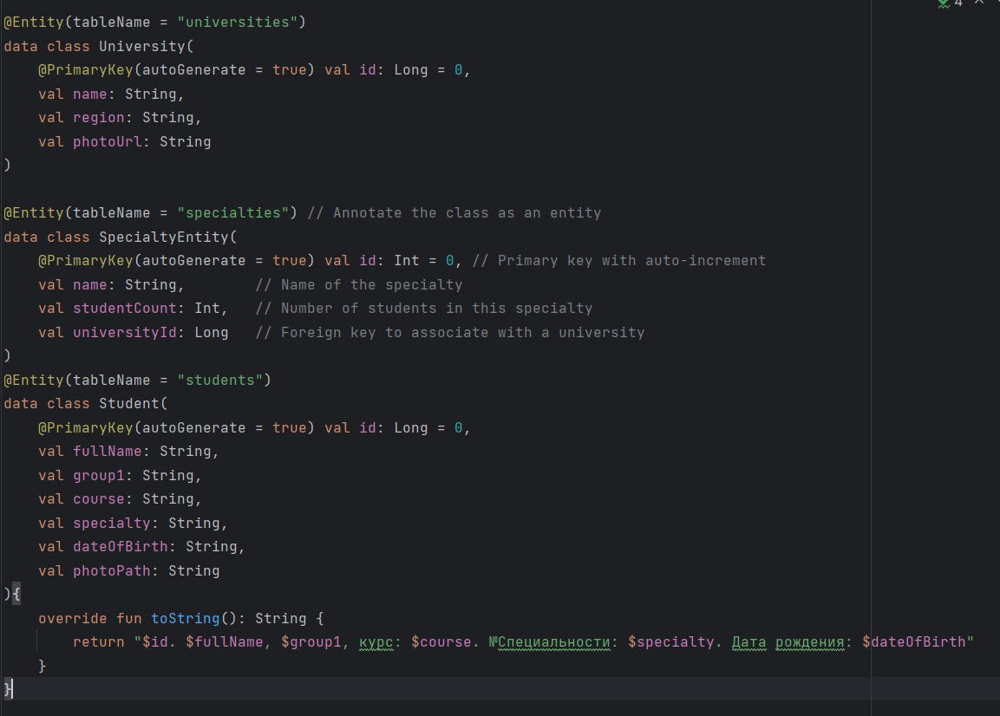 4
@Entity(tableName = "universities")
data class University(
    @PrimaryKey(autoGenerate = true) val id: Long = 0,
    val name: String,
    val region: String,
    val photoUrl: String
)

@Entity(tableName = "specialties") // Annotate the class as an entity
data class SpecialtyEntity(
    @PrimaryKey(autoGenerate = true) val id: Int = 0, // Primary key with auto-increment
    val name: String,        // Name of the specialty
    val studentCount: Int,   // Number of students in this specialty
    val universityId: Long   // Foreign key to associate with a university
)
@Entity(tableName = "students")
data class Student(
    @PrimaryKey(autoGenerate = true) val id: Long = 0,
    val fullName: String,
    val group1: String,
    val course: String,
    val specialty: String,
    val dateOfBirth: String,
    val photoPath: String
){
    override fun toString(): String {
        return "$id. $fullName, $group1, курс: $course. №Специальности: $specialty. Дата рождения: $dateOfBirth"
    }
}